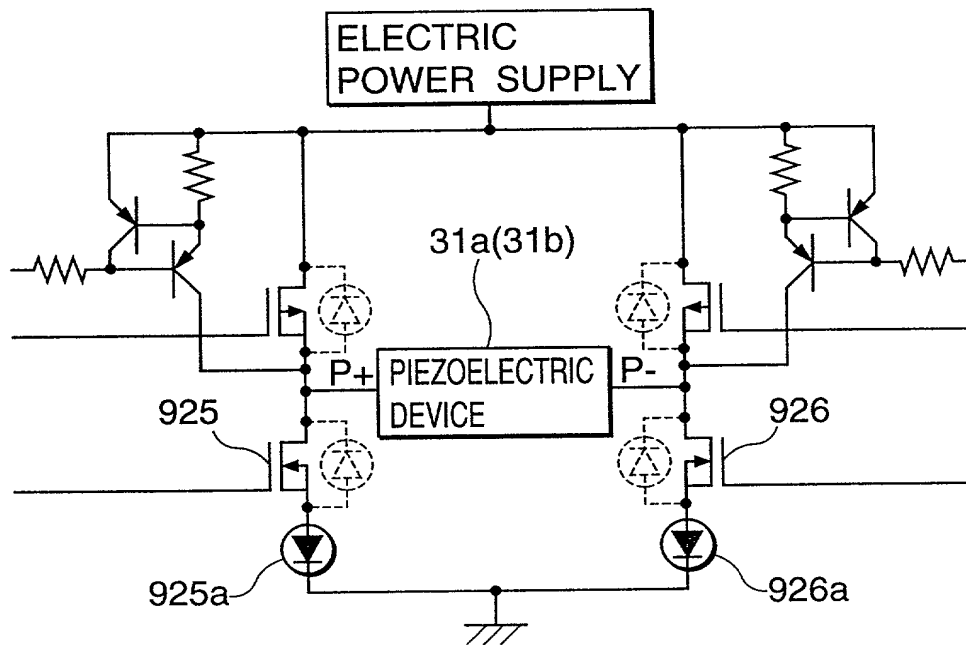 ELECTRIC
POWER SUPPLY
31a(31b)
P+
PIEZOELECTRIC
DEVICE
P-
925
926
925a
926a